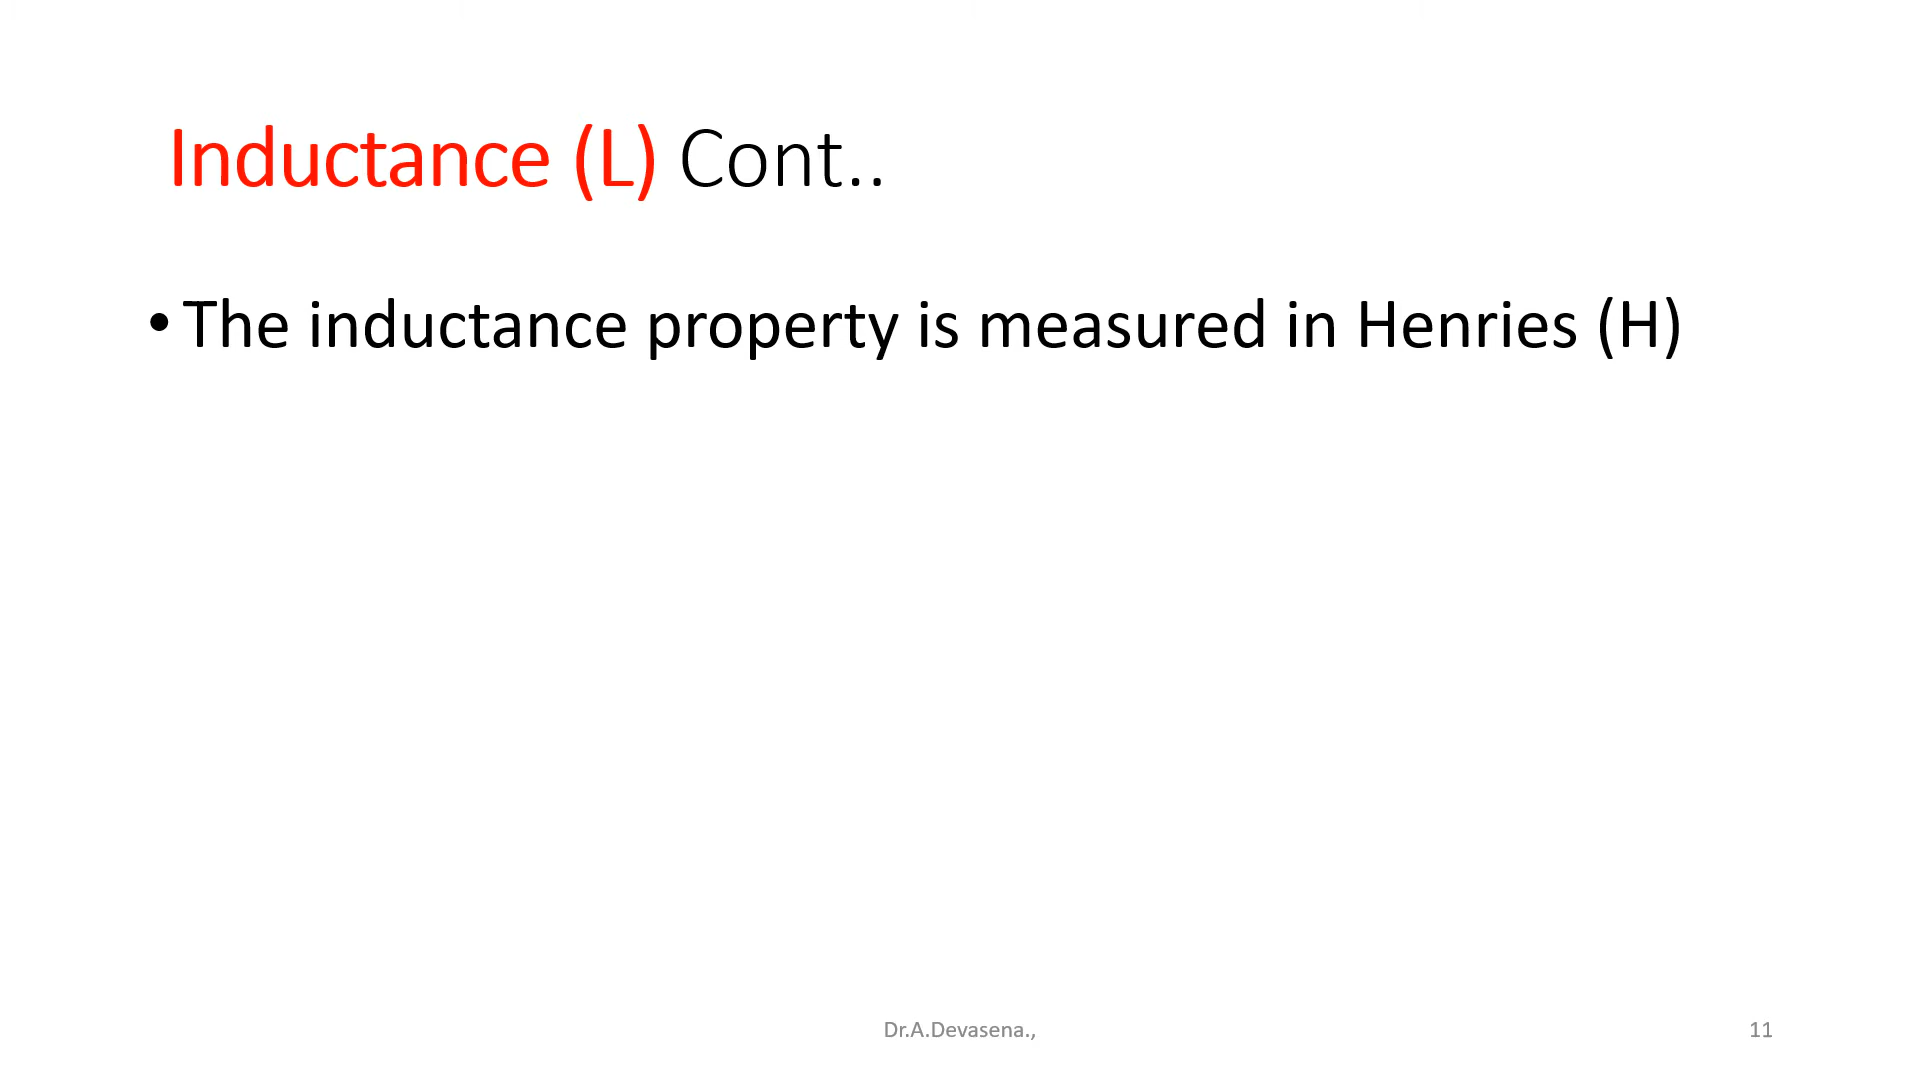 Inductance (L) Cont..
• The inductance property is measured in Henries (H)
Dr.A.Devasena.,
11